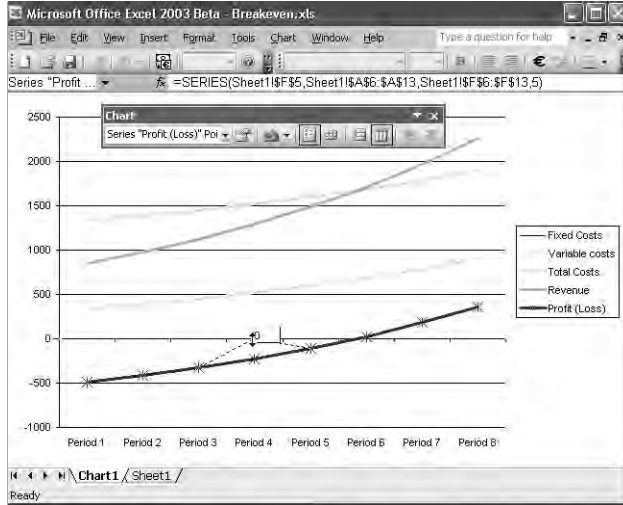 Microsoft Office Excel 2003 Beta - Breakeven.xls
File Edit View Insert Format Tools Chart Window Help Type a question for help
Series "Profit ... fx =SERIES(Sheet1!$F$5,Sheet1!$A$6:$A$13,Sheet1!$F$6:$F$13,5)
Chart
Series "Profit (Loss)" Poi
2500
2000
1500
1000
500
0
-500
-1000
0
Period 1 Period 2 Period 3 Period 4 Period 5 Period 6 Period 7 Period 8
Fixed Costs
Variable costs
Total Costs
Revenue
Profit (Loss)
Chart1 / Sheet1 /
Ready